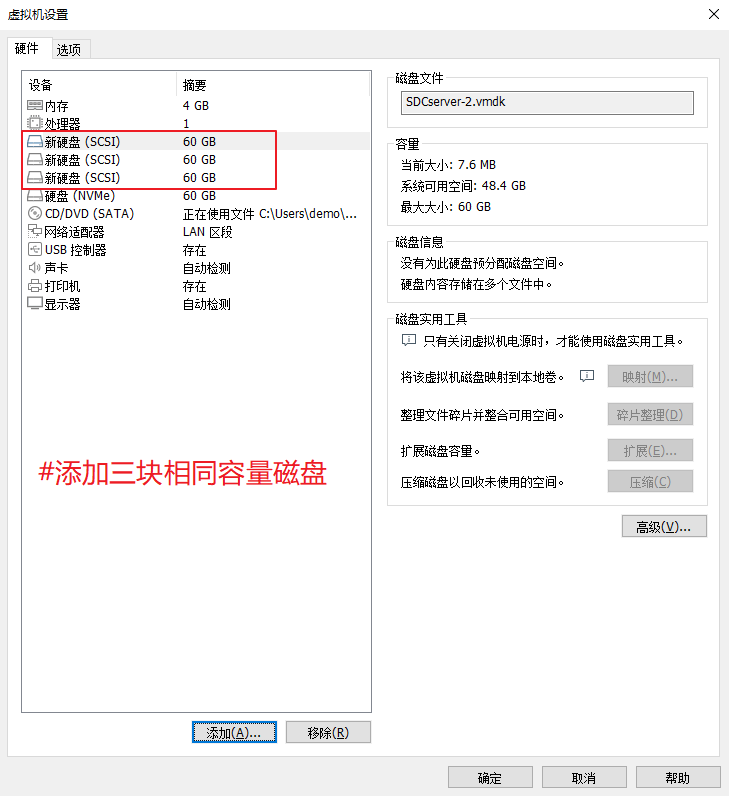 虚拟机设置
硬件 选项
设备 摘要
内存 4 GB
处理器 1
新硬盘 (SCSI) 60 GB
新硬盘 (SCSI) 60 GB
新硬盘 (SCSI) 60 GB
硬盘 (NVMe) 60 GB
CD/DVD (SATA) 正在使用文件 C:\Users\demo\...
网络适配器 LAN 区段
USB 控制器 存在
声卡 自动检测
打印机 存在
显示器 自动检测
#添加三块相同容量磁盘
添加(A)... 移除(R)
磁盘文件
SDCserver-2.vmdk
容量
当前大小: 7.6 MB
系统可用空间: 48.4 GB
最大大小: 60 GB
磁盘信息
没有为此硬盘预分配磁盘空间。
硬盘内容存储在多个文件中。
磁盘实用工具
只有关闭虚拟机电源时，才能使用磁盘实用工具。
将该虚拟机磁盘映射到本地卷。 映射(M)...
整理文件碎片并整合可用空间。 碎片整理(D)
扩展磁盘容量。 扩展(E)...
压缩磁盘以回收未使用的空间。 压缩(C)
高级(V)...
确定 取消 帮助